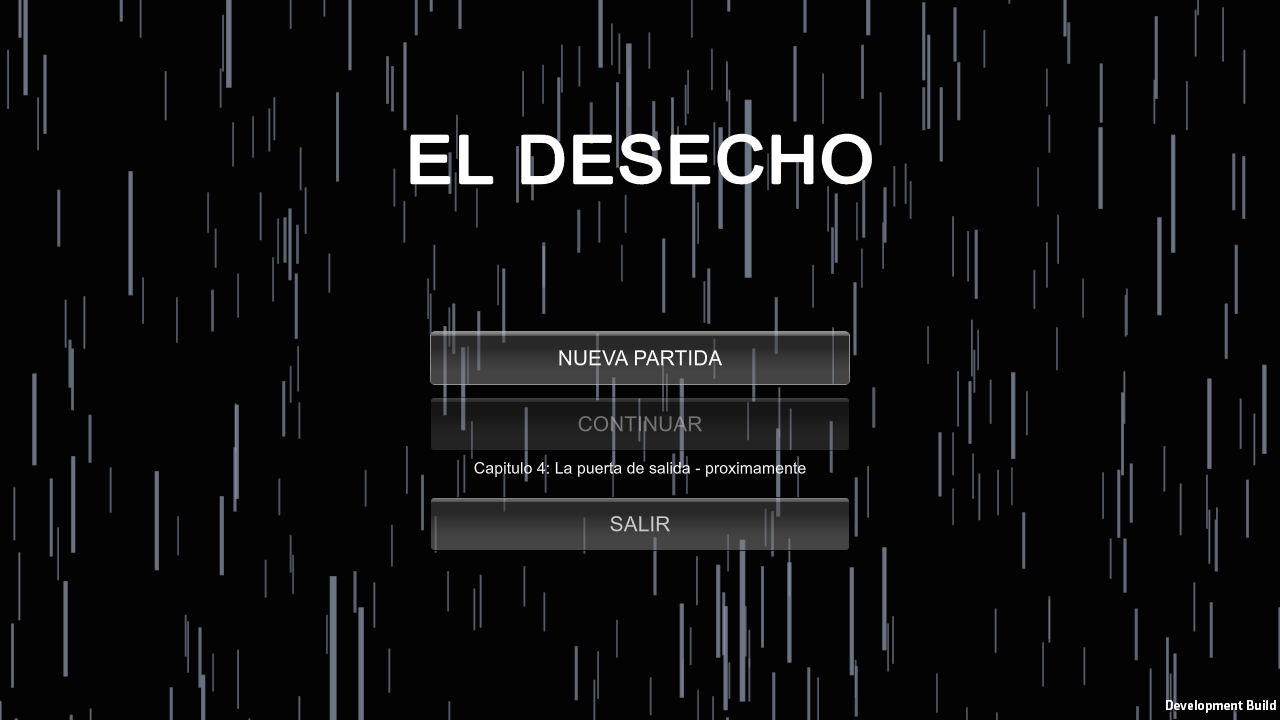 EL DESECHO
NUEVA PARTIDA
CONTINUAR
Capitulo 4: La puerta de salida - proximamente
SALIR
Development Build